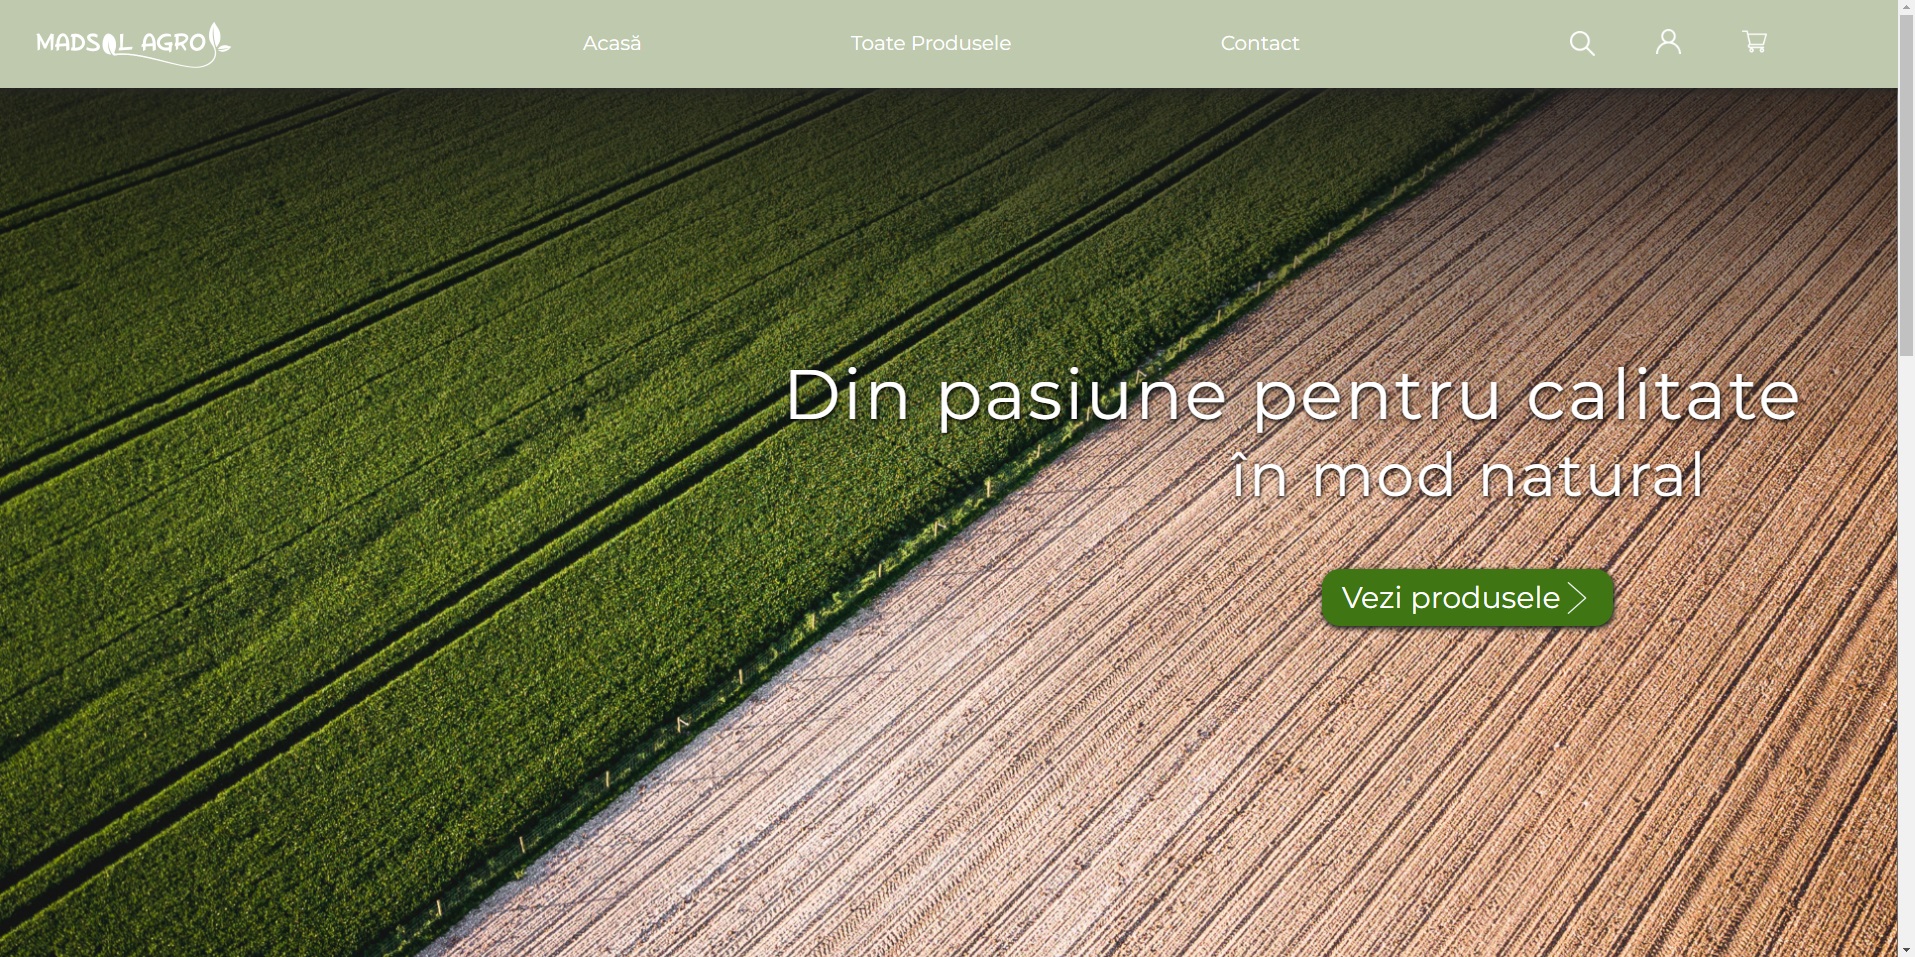 MADSOL AGRO
Acasă
Toate Produsele
Contact
Din pasiune pentru calitate
în mod natural
Vezi produsele